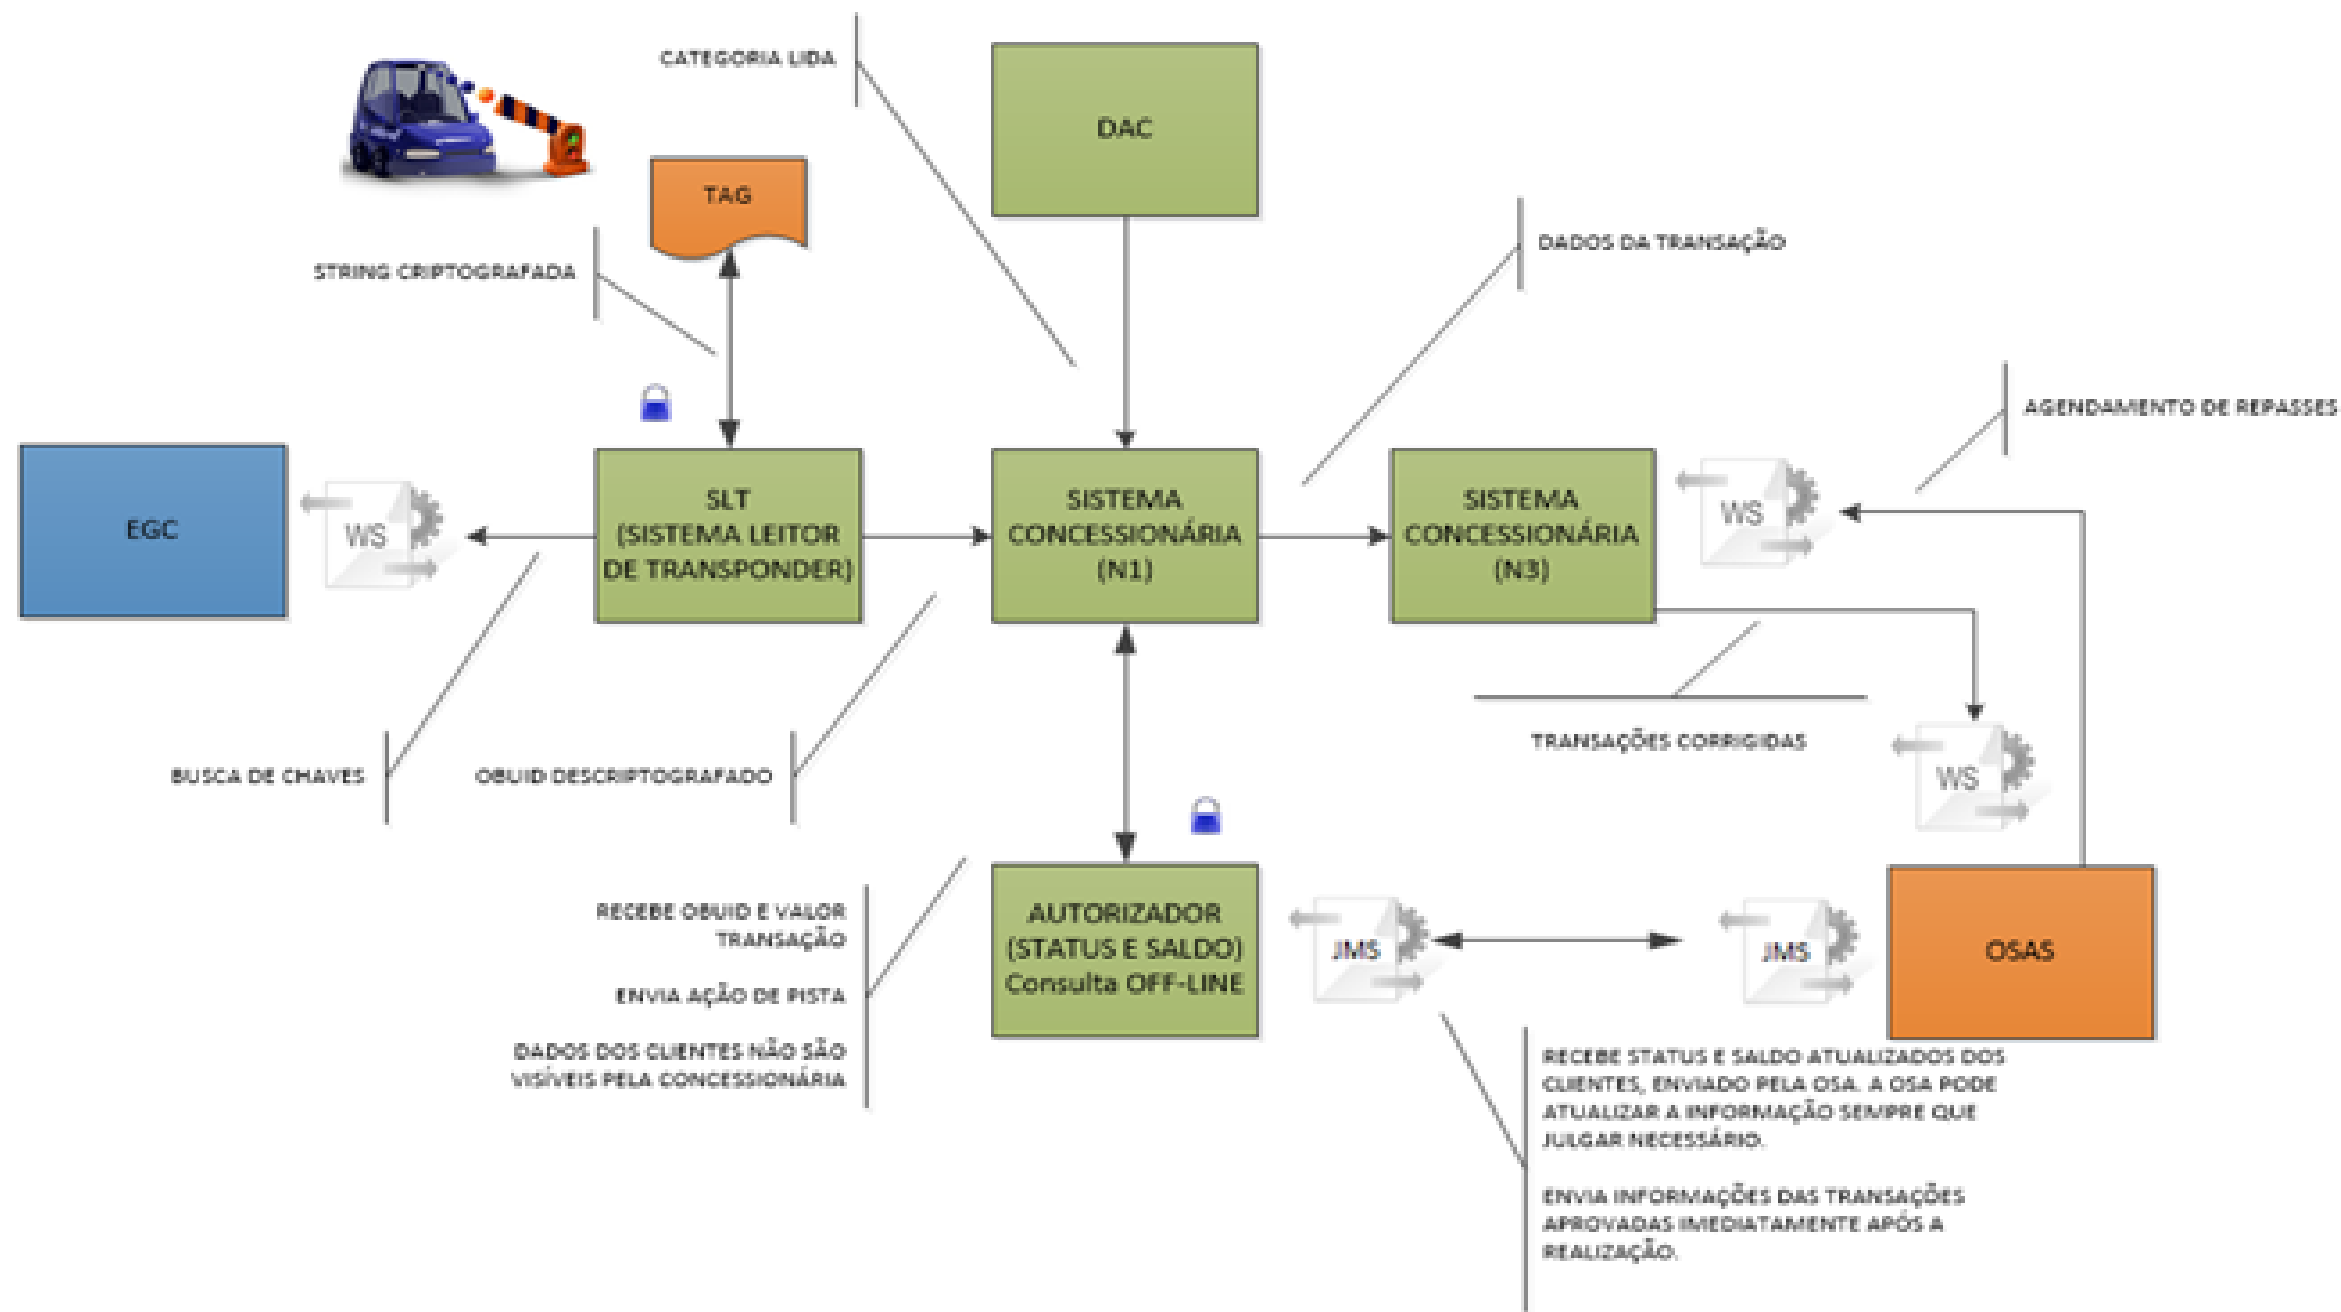 CATEGORIA LIDA
DAC
TAG
STRING CRIPTOGRAFADA
DADOS DA TRANSAÇÃO
AGENDAMENTO DE REPASSES
EGC
WS
SLT
(SISTEMA LEITOR
DE TRANSPONDER)
SISTEMA
CONCESSIONÁRIA
(N1)
SISTEMA
CONCESSIONÁRIA
(N3)
WS
BUSCA DE CHAVES
OBUID DESCRIPTOGRAFADO
TRANSAÇÕES CORRIGIDAS
WS
RECEBE OBUID E VALOR
TRANSAÇÃO
ENVIA AÇÃO DE PISTA
DADOS DOS CLIENTES NÃO SÃO
VISÍVEIS PELA CONCESSIONÁRIA
AUTORIZADOR
(STATUS E SALDO)
Consulta OFF-LINE
JMS
JMS
OSAS
RECEBE STATUS E SALDO ATUALIZADOS DOS
CLIENTES, ENVIADO PELA OSA. A OSA PODE
ATUALIZAR A INFORMAÇÃO SEMPRE QUE
JULGAR NECESSÁRIO.
ENVIA INFORMAÇÕES DAS TRANSAÇÕES
APROVADAS IMEDIATAMENTE APÓS A
REALIZAÇÃO.